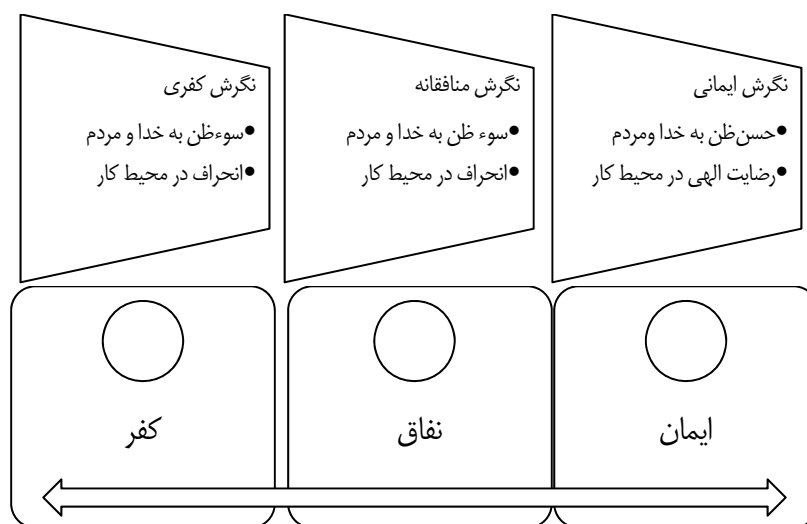 نگرش ایمانی
●حسن‌ظن به خدا ومردم
●رضایت الهی در محیط کار
نگرش منافقانه
●سوء ظن به خدا و مردم
●انحراف در محیط کار
نگرش کفری
●سوءظن به خدا و مردم
●انحراف در محیط کار
ایمان
نفاق
کفر